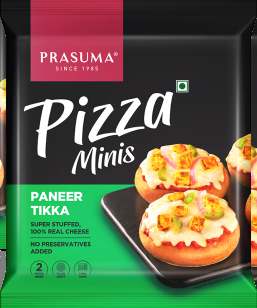 PRASUMA®
SINCE 1985
Pizza
Minis
PANEER
TIKKA
SUPER STUFFED,
100% REAL CHEESE
NO PRESERVATIVES
ADDED
2